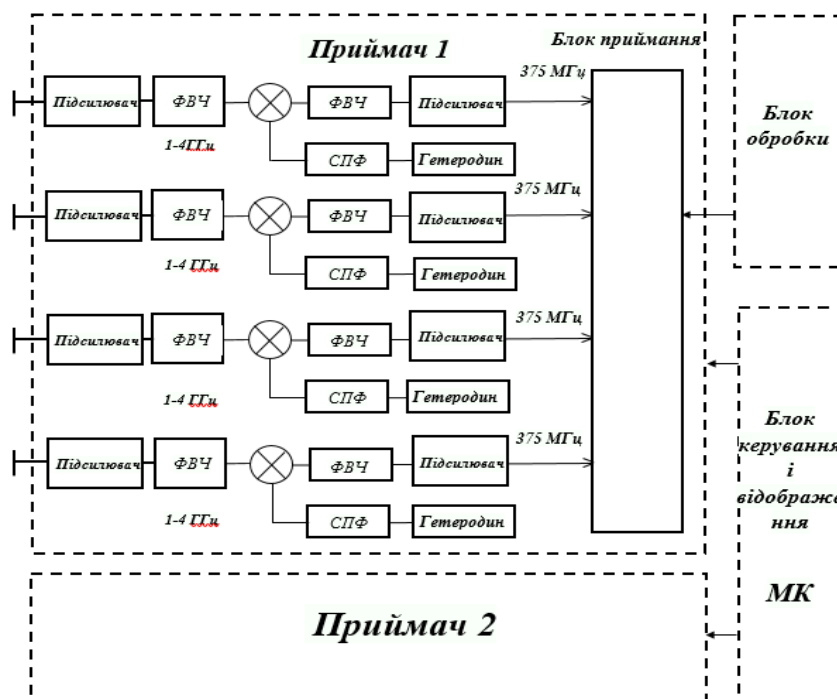 Приймач 1
Блок приймання
375 МГц
Підсилювач
ФВЧ
ФВЧ
Підсилювач
1-4ГГц
СПФ
Гетеродин
Блок
обробки
375 МГц
Підсилювач
ФВЧ
ФВЧ
Підсилювач
1-4 ГГц
СПФ
Гетеродин
375 МГц
Підсилювач
ФВЧ
ФВЧ
Підсилювач
1-4 ГГц
СПФ
Гетеродин
375 МГц
Підсилювач
ФВЧ
ФВЧ
Підсилювач
1-4 ГГц
СПФ
Гетеродин
Блок
керування
і
відображе
ння
МК
Приймач 2